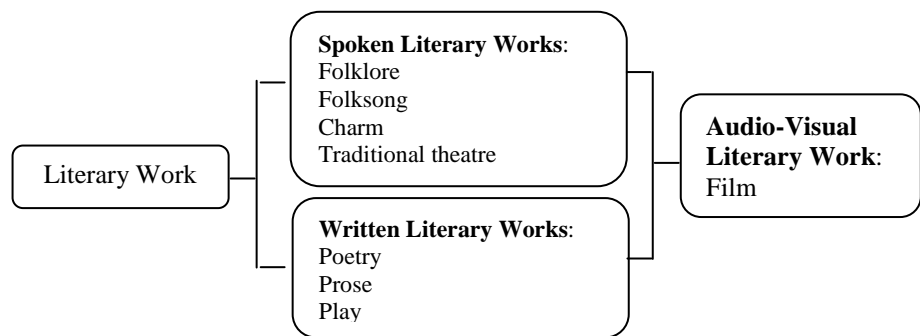 Literary Work
Spoken Literary Works:
Folklore
Folksong
Charm
Traditional theatre
Written Literary Works:
Poetry
Prose
Play
Audio-Visual
Literary Work:
Film